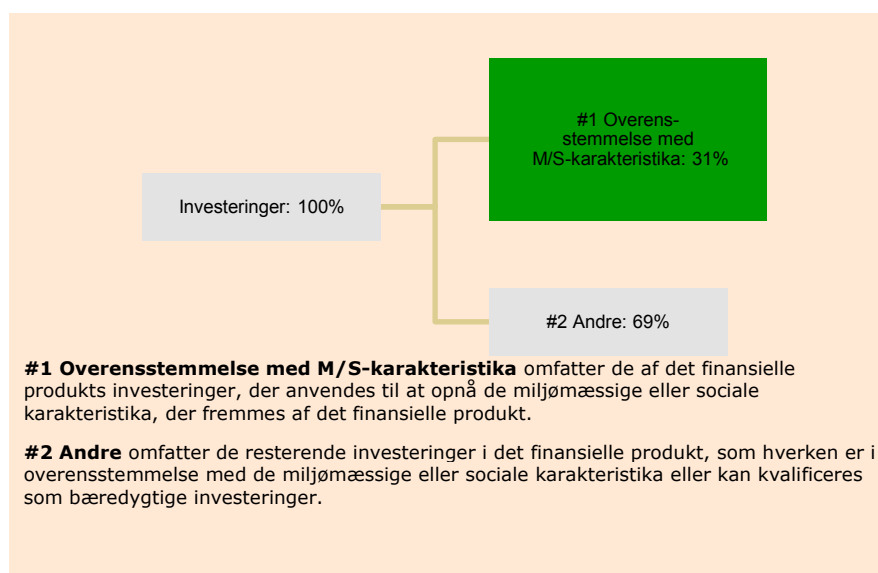 #1 Overens-
stemmelse med
M/S-karakteristika: 31%
Investeringer: 100%
#2 Andre: 69%
#1 Overensstemmelse med M/S-karakteristika omfatter de af det finansielle
produkts investeringer, der anvendes til at opnå de miljømæssige eller sociale
karakteristika, der fremmes af det finansielle produkt.
#2 Andre omfatter de resterende investeringer i det finansielle produkt, som hverken er i
overensstemmelse med de miljømæssige eller sociale karakteristika eller kan kvalificeres
som bæredygtige investeringer.